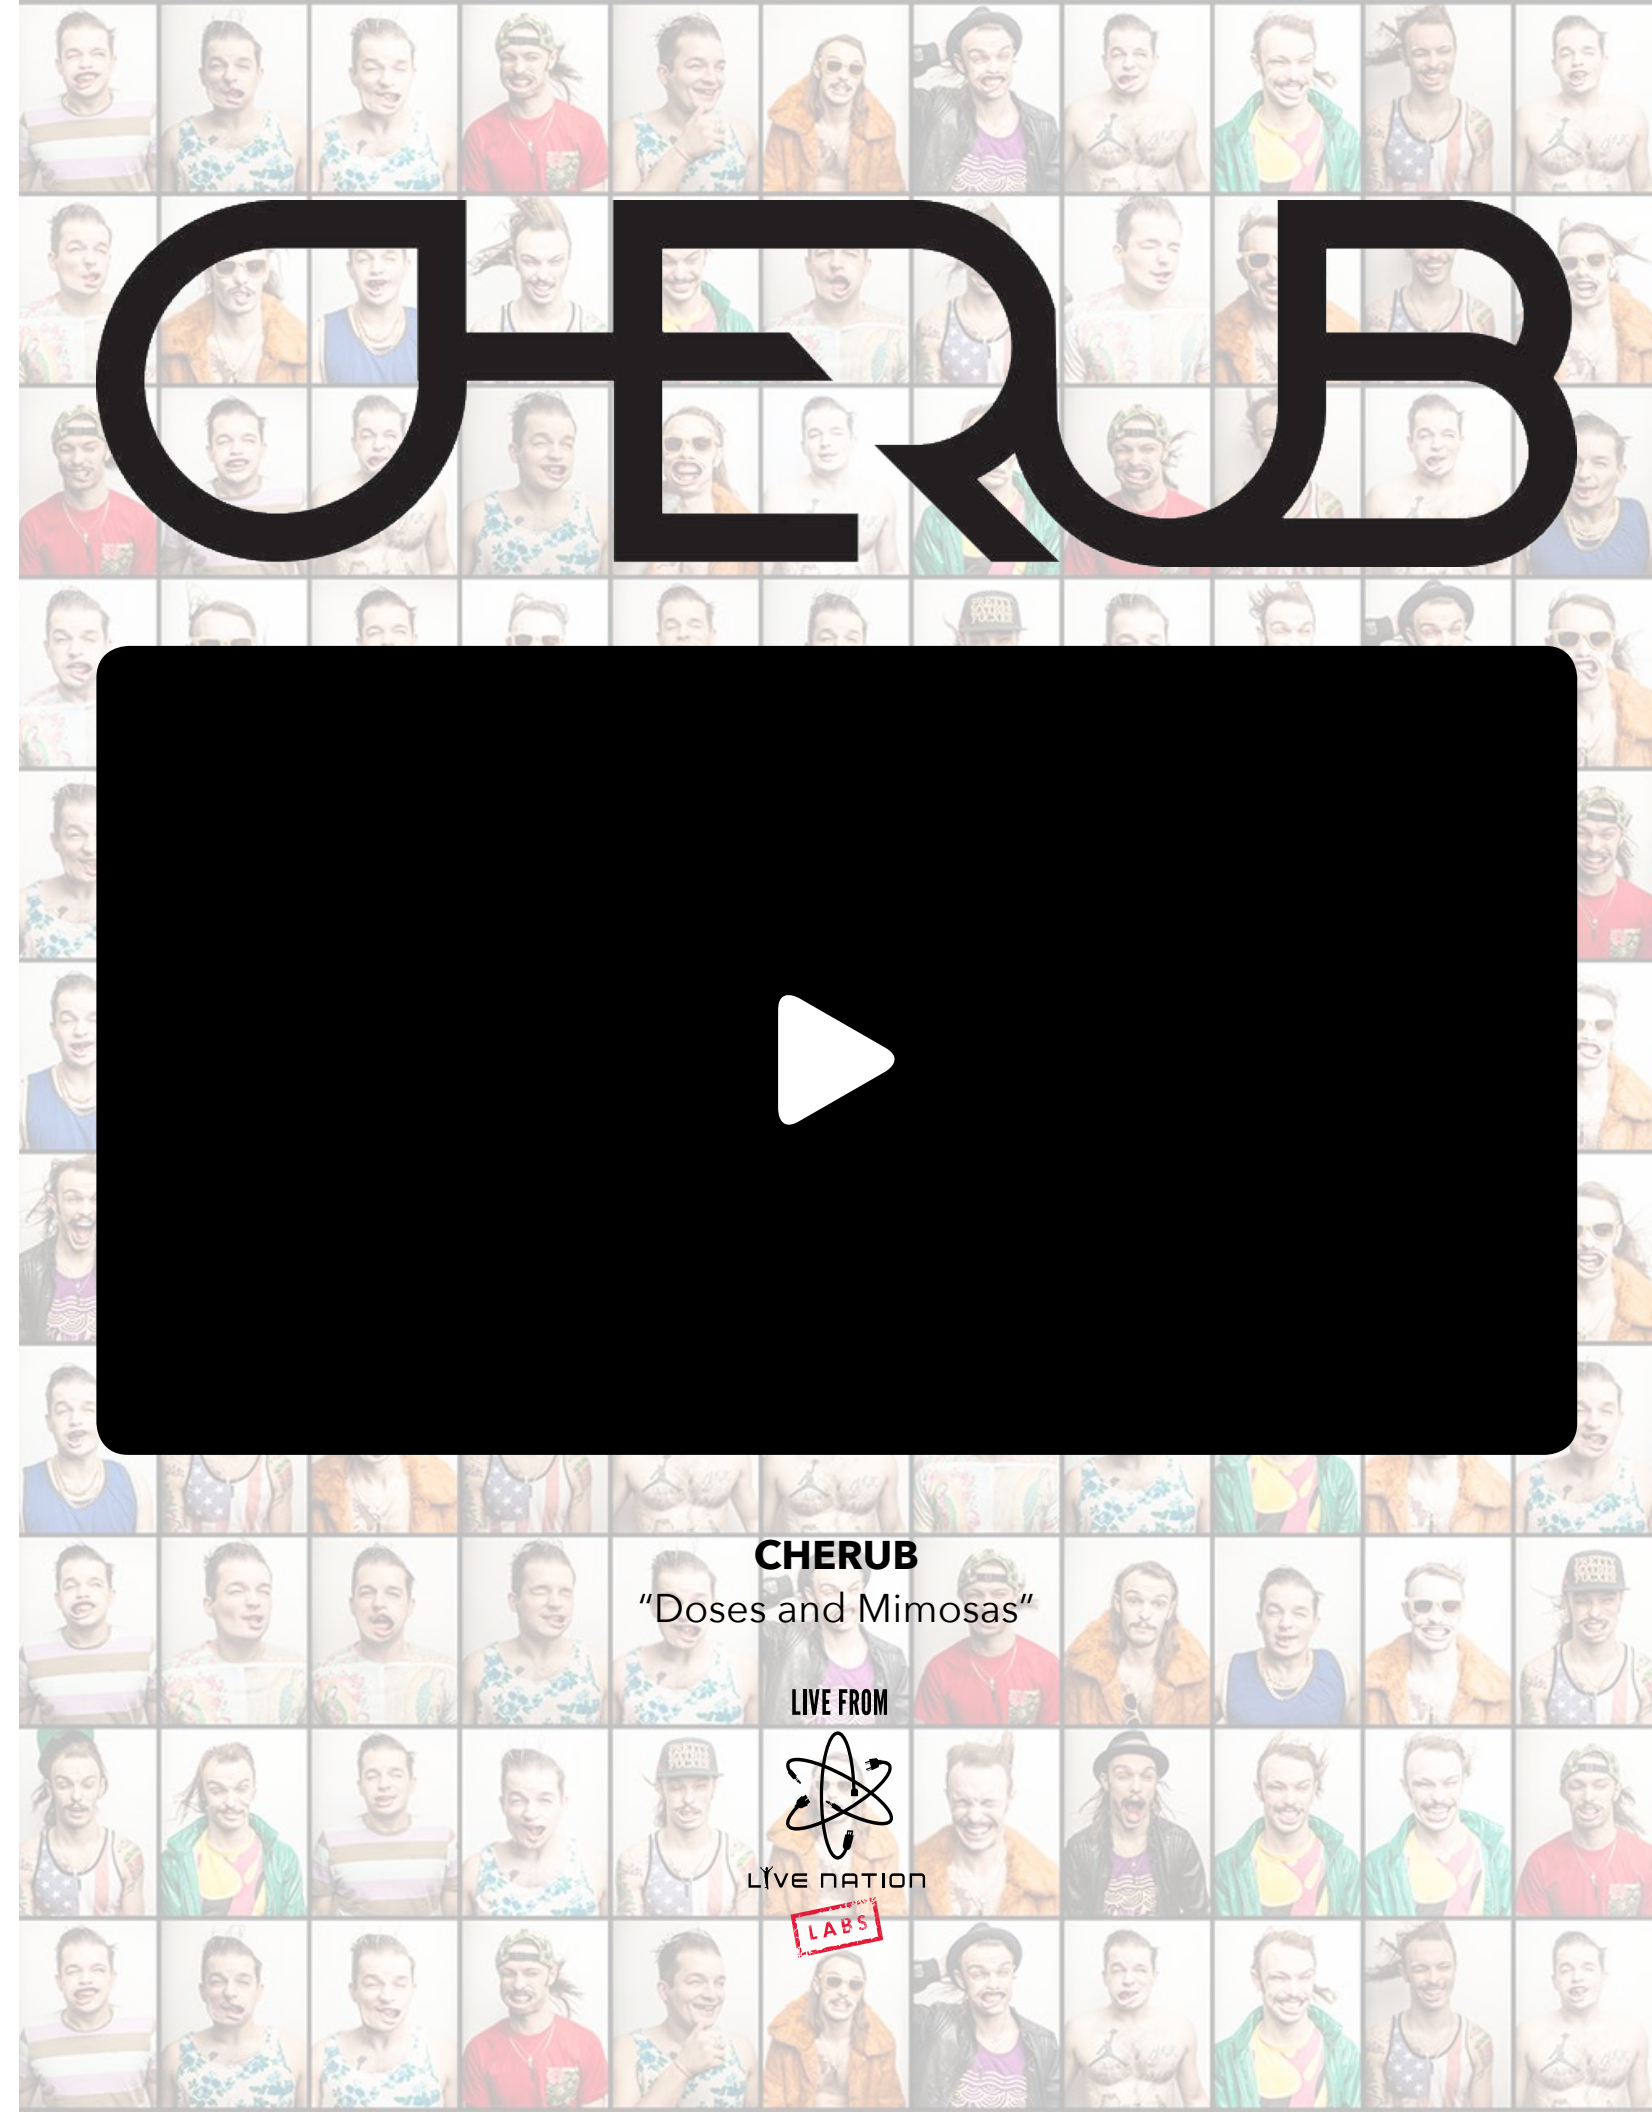 CHERUB
CHERUB
“Doses and Mimosas”
LIVE FROM
LIVE NATION
LABS